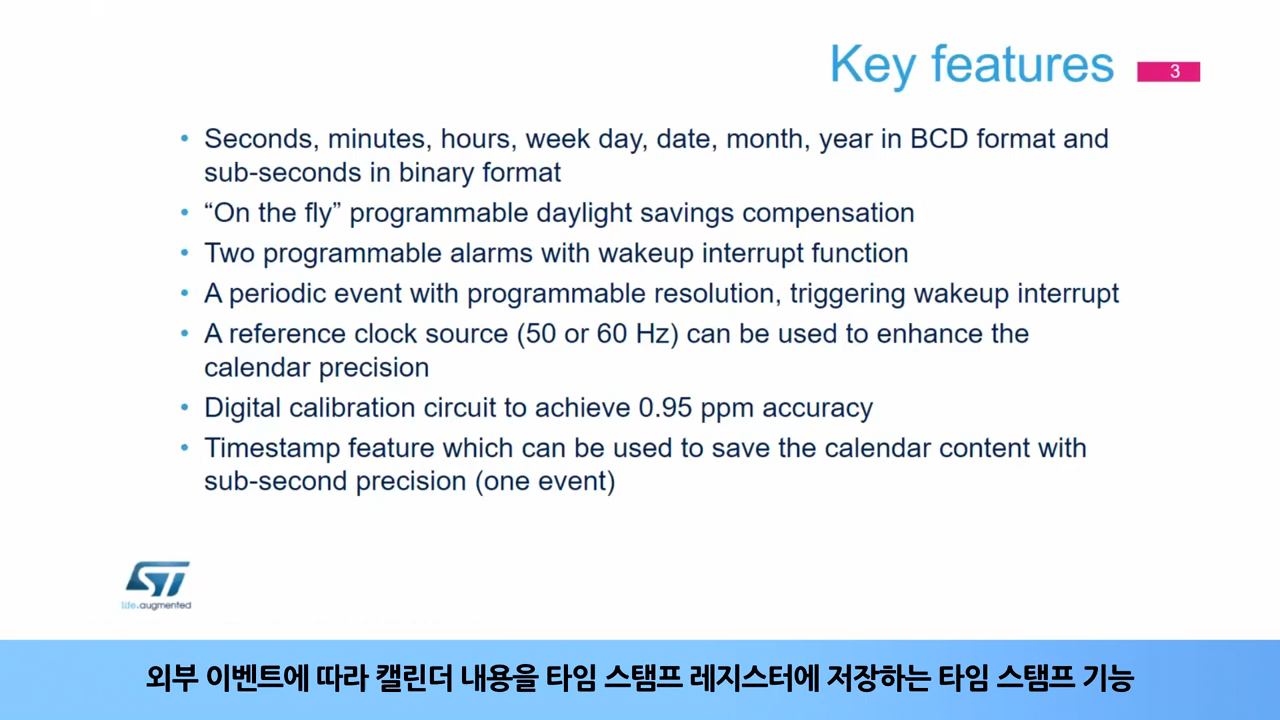 Key features
3
• Seconds, minutes, hours, week day, date, month, year in BCD format and
sub-seconds in binary format
• “On the fly” programmable daylight savings compensation
• Two programmable alarms with wakeup interrupt function
• A periodic event with programmable resolution, triggering wakeup interrupt
• A reference clock source (50 or 60 Hz) can be used to enhance the
calendar precision
• Digital calibration circuit to achieve 0.95 ppm accuracy
• Timestamp feature which can be used to save the calendar content with
sub-second precision (one event)
ST
life.augmented
외부 이벤트에 따라 캘린더 내용을 타임 스탬프 레지스터에 저장하는 타임 스탬프 기능